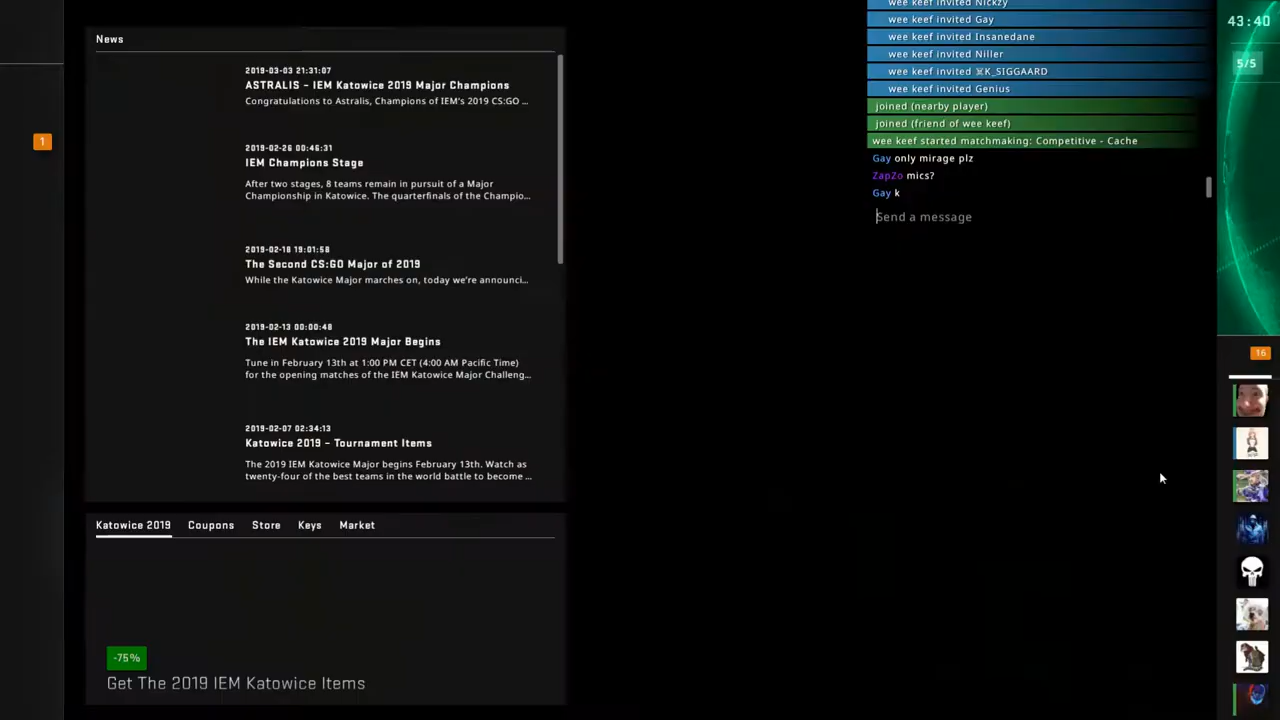 News
2019-03-03 21:31:07
ASTRALIS – IEM Katowice 2019 Major Champions
Congratulations to Astralis, Champions of IEM's 2019 CS:GO ...
2019-02-26 00:46:31
IEM Champions Stage
After two stages, 8 teams remain in pursuit of a Major
Championship in Katowice. The quarterfinals of the Champio...
2019-02-18 19:01:58
The Second CS:GO Major of 2019
While the Katowice Major marches on, today we're announci...
2019-02-13 00:00:48
The IEM Katowice 2019 Major Begins
Tune in February 13th at 1:00 PM CET (4:00 AM Pacific Time)
for the opening matches of the IEM Katowice Major Challeng...
2019-02-07 02:34:13
Katowice 2019 – Tournament Items
The 2019 IEM Katowice Major begins February 13th. Watch as
twenty-four of the best teams in the world battle to become ...
Katowice 2019 Coupons Store Keys Market
-75%
Get The 2019 IEM Katowice Items
1
wee keef invited Nickzy
wee keef invited Gay
wee keef invited Insanedane
wee keef invited Niller
wee keef invited ⌘K_SIGGAARD
wee keef invited Genius
joined (nearby player)
joined (friend of wee keef)
wee keef started matchmaking: Competitive - Cache
Gay only mirage plz
ZapZo mics?
Gay k
Send a message
43:40
5/5
16